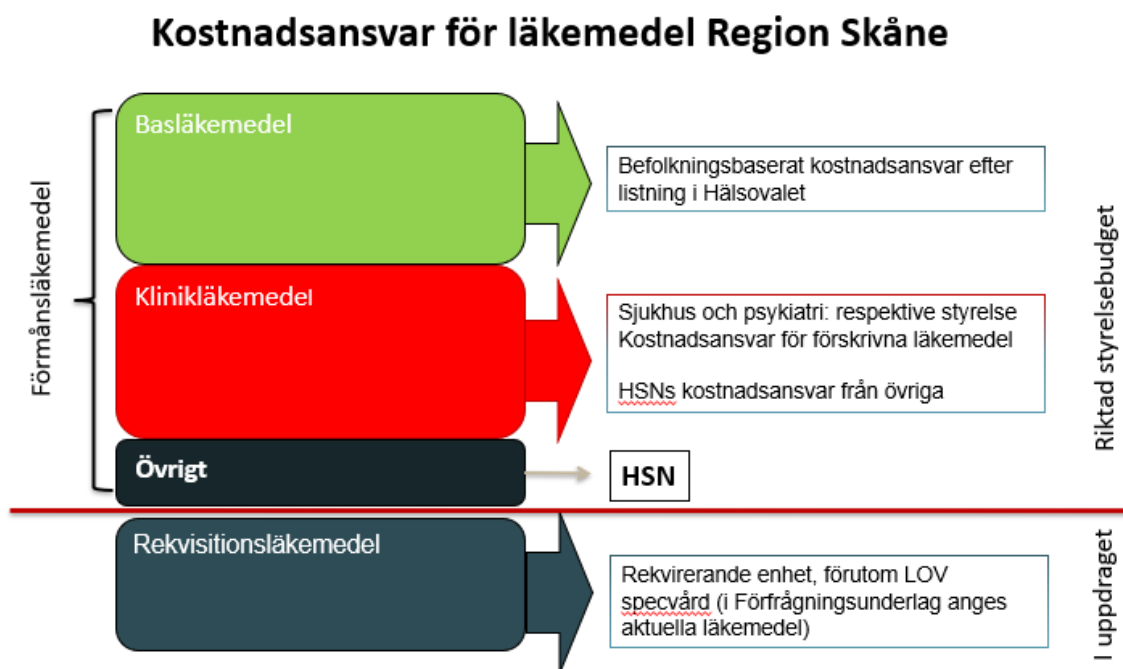 Kostnadsansvar för läkemedel Region Skåne
Förmånsläkemedel
Basläkemedel
Befolkningsbaserat kostnadsansvar efter
listning i Hälsovalet
Klinikläkemedel
Sjukhus och psykiatri: respektive styrelse
Kostnadsansvar för förskrivna läkemedel
HSNs kostnadsansvar från övriga
Övrigt
HSN
Riktad styrelsebudget
Rekvisitionsläkemedel
Rekvirerande enhet, förutom LOV
specvård (i Förfrågningsunderlag anges
aktuella läkemedel)
I uppdraget